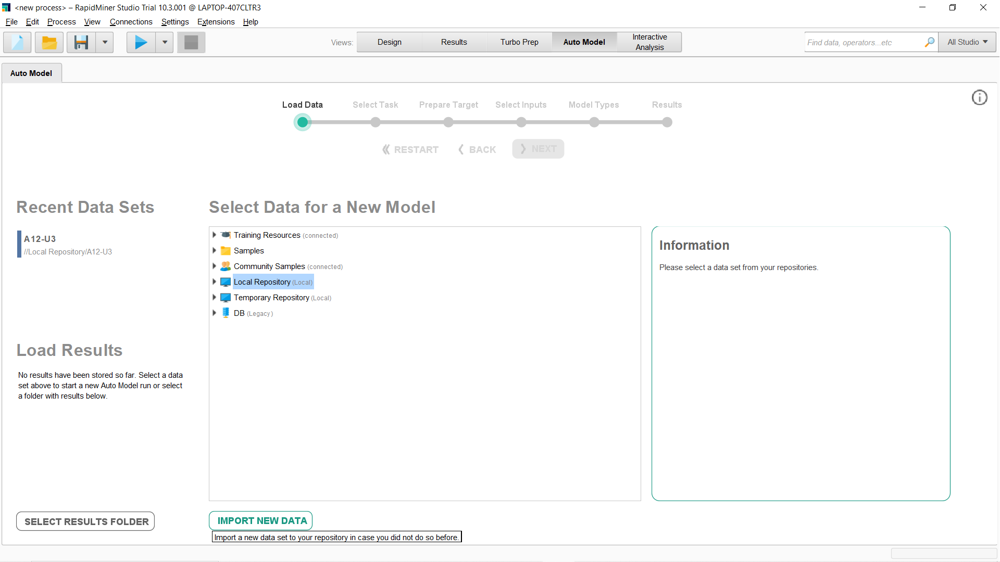 <new process> – RapidMiner Studio Trial 10.3.001 @ LAPTOP-407CLTR3
File Edit Process View Connections Settings Extensions Help
Views: Design Results Turbo Prep Auto Model Interactive Analysis
Find data, operators...etc All Studio
Auto Model
Load Data Select Task Prepare Target Select Inputs Model Types Results
RESTART BACK NEXT
Recent Data Sets
A12-U3
//Local Repository/A12-U3
Load Results
No results have been stored so far. Select a data
set above to start a new Auto Model run or select
a folder with results below.
SELECT RESULTS FOLDER
Select Data for a New Model
Training Resources (connected)
Samples
Community Samples (connected)
Local Repository (Local)
Temporary Repository (Local)
DB (Legacy)
IMPORT NEW DATA
Import a new data set to your repository in case you did not do so before.
Information
Please select a data set from your repositories.